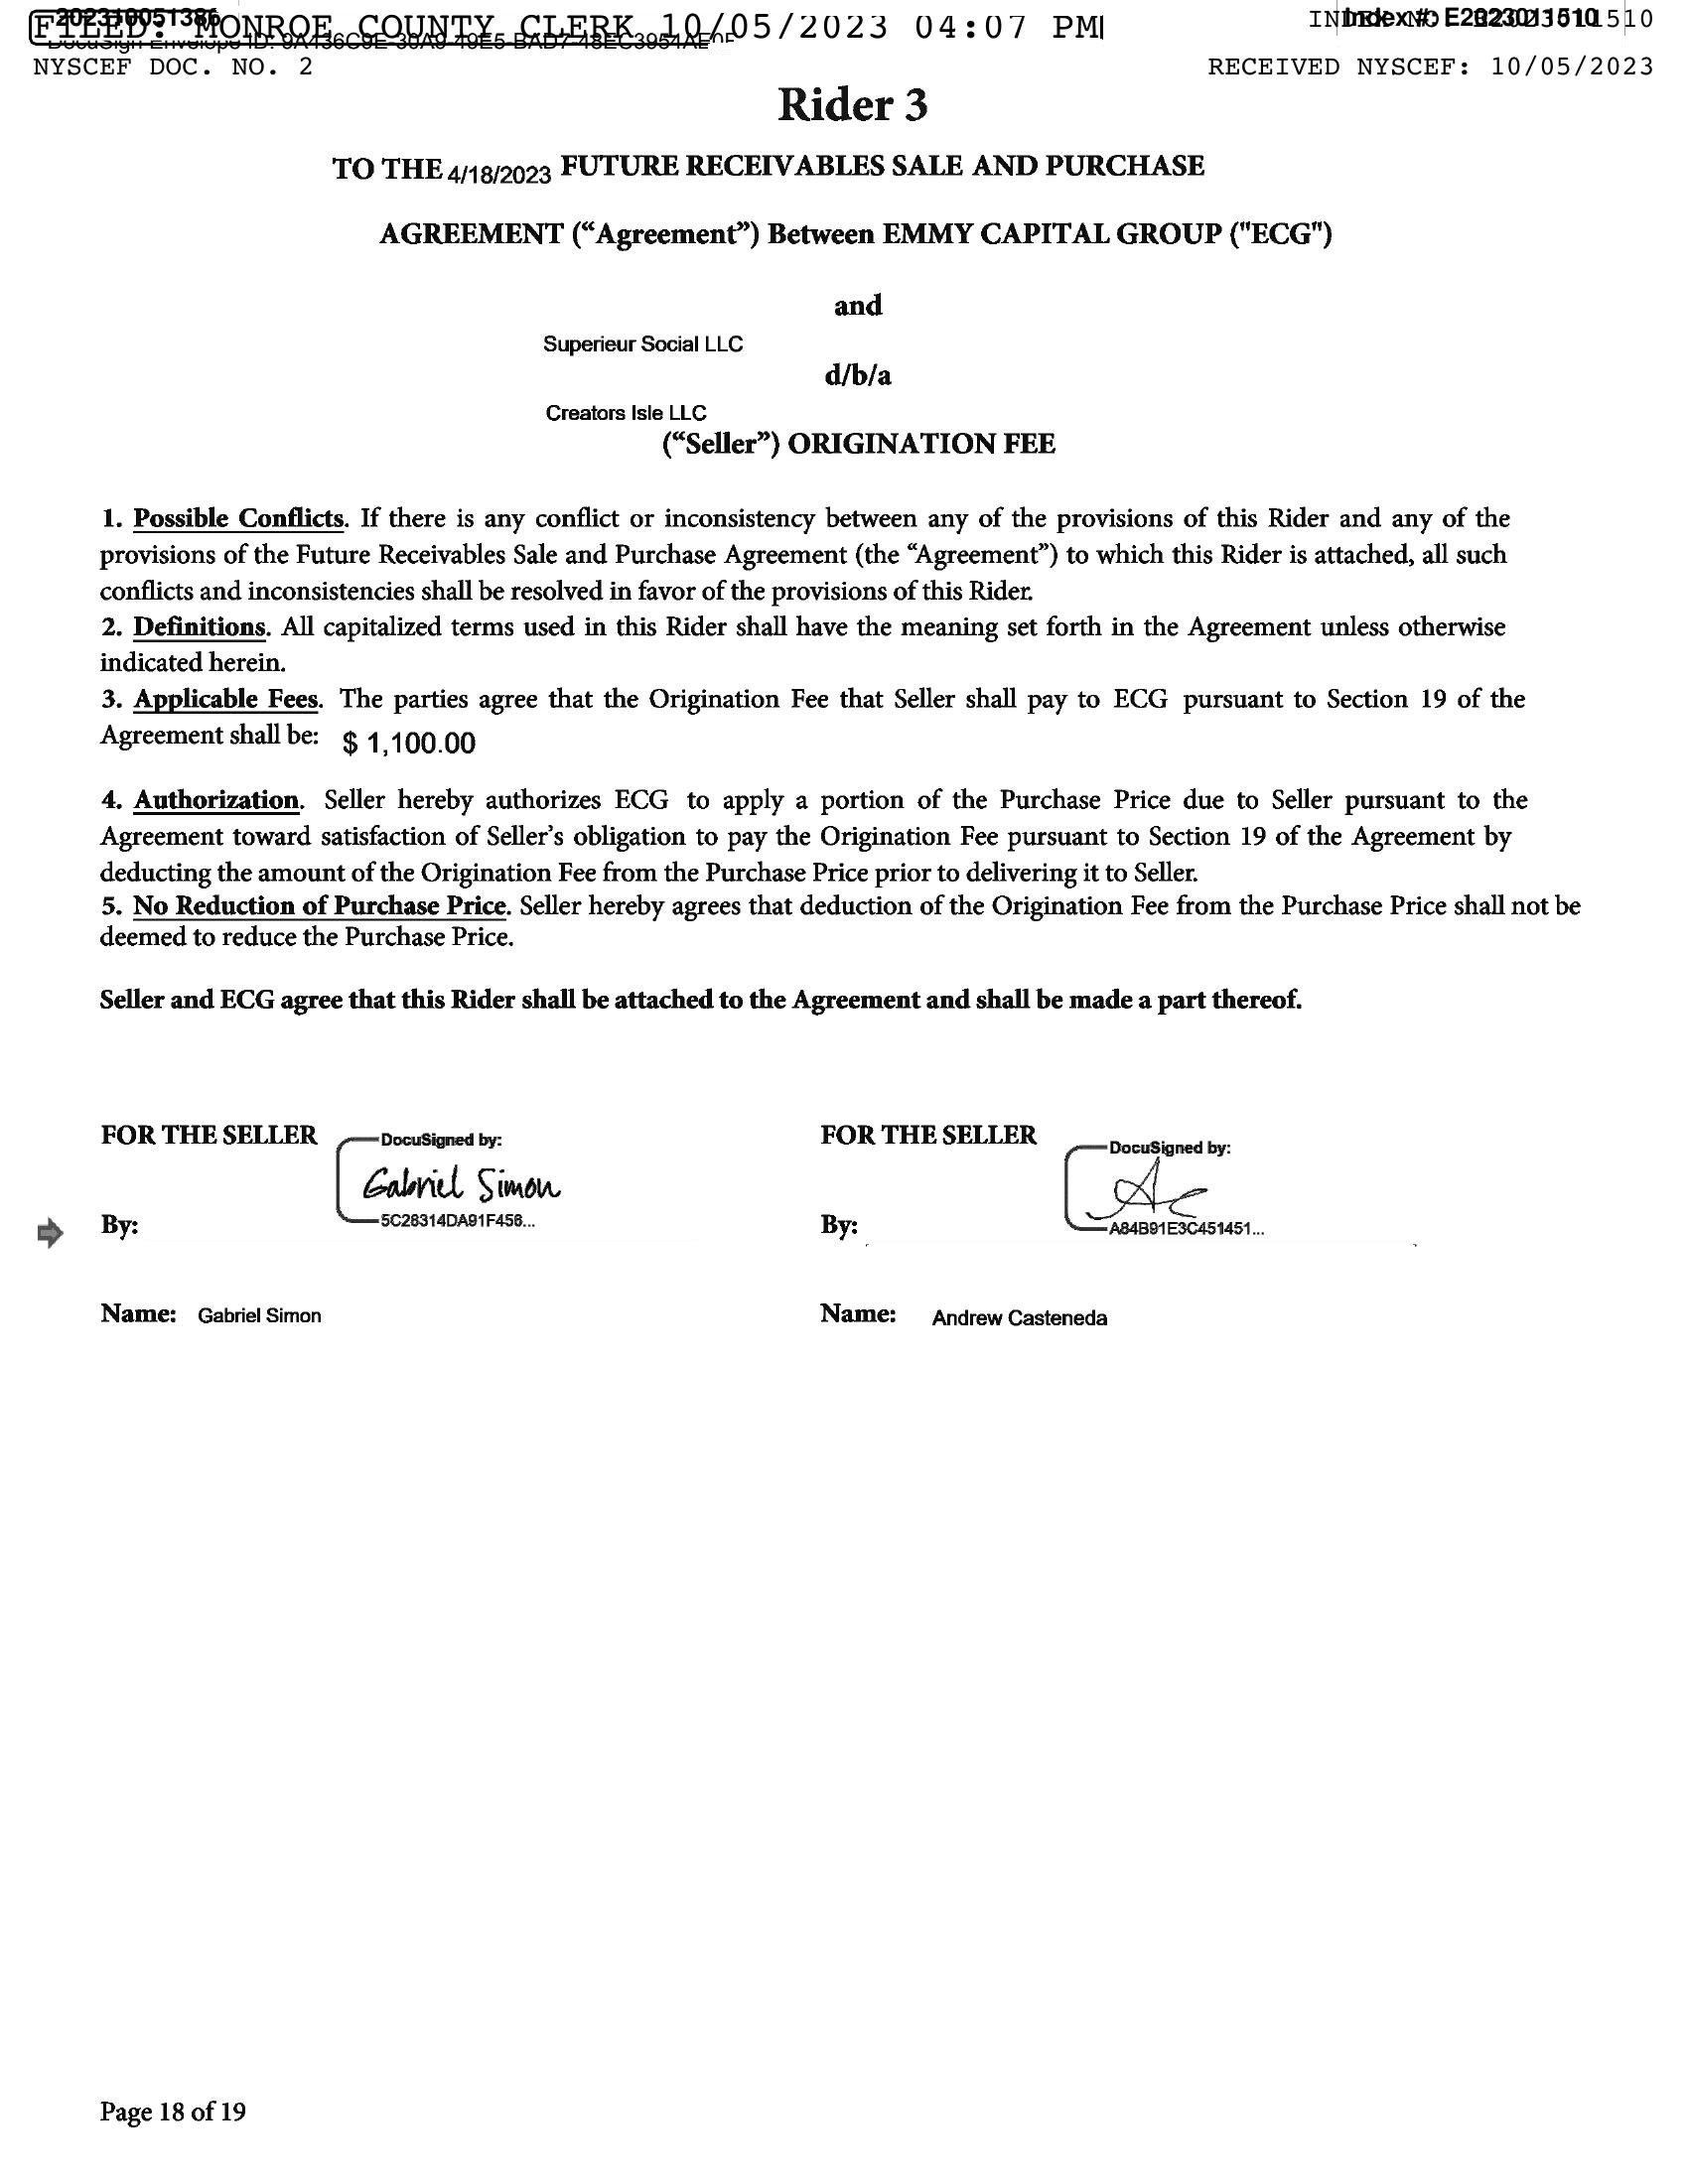 202310051386
FILED: MONROE COUNTY CLERK 10/05/2023 04:07 PM
INDEX NO. E2023011510
Index #: E2023011510
NYSCEF DOC. NO. 2
RECEIVED NYSCEF: 10/05/2023
Rider 3
TO THE 4/18/2023 FUTURE RECEIVABLES SALE AND PURCHASE
AGREEMENT (“Agreement”) Between EMMY CAPITAL GROUP ("ECG")
and
Superieur Social LLC
d/b/a
Creators Isle LLC
(“Seller”) ORIGINATION FEE
1. Possible Conflicts. If there is any conflict or inconsistency between any of the provisions of this Rider and any of the
provisions of the Future Receivables Sale and Purchase Agreement (the “Agreement”) to which this Rider is attached, all such
conflicts and inconsistencies shall be resolved in favor of the provisions of this Rider.
2. Definitions. All capitalized terms used in this Rider shall have the meaning set forth in the Agreement unless otherwise
indicated herein.
3. Applicable Fees. The parties agree that the Origination Fee that Seller shall pay to ECG pursuant to Section 19 of the
Agreement shall be: $ 1,100.00
4. Authorization. Seller hereby authorizes ECG to apply a portion of the Purchase Price due to Seller pursuant to the
Agreement toward satisfaction of Seller’s obligation to pay the Origination Fee pursuant to Section 19 of the Agreement by
deducting the amount of the Origination Fee from the Purchase Price prior to delivering it to Seller.
5. No Reduction of Purchase Price. Seller hereby agrees that deduction of the Origination Fee from the Purchase Price shall not be
deemed to reduce the Purchase Price.
Seller and ECG agree that this Rider shall be attached to the Agreement and shall be made a part thereof.
FOR THE SELLER
DocuSigned by:
Gabriel Simon
5C28314DA91F456...
By:
Name: Gabriel Simon
FOR THE SELLER
DocuSigned by:
A84B91E3C451451...
By:
Name: Andrew Casteneda
Page 18 of 19